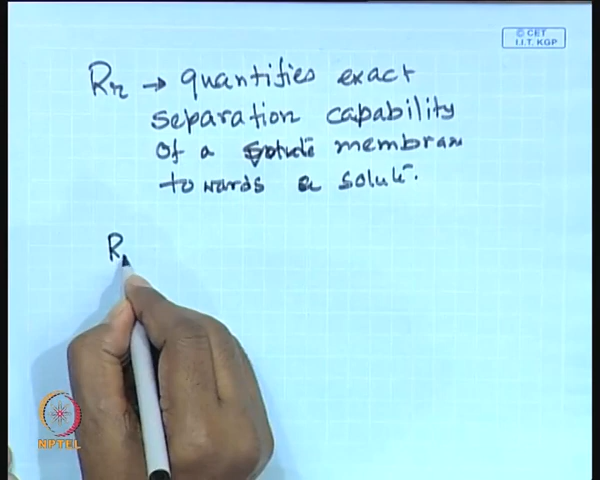 © CET
I.I.T. KGP
Rr → quantifies exact
separation capability
of a membran
towards a solute.
R
NPTEL